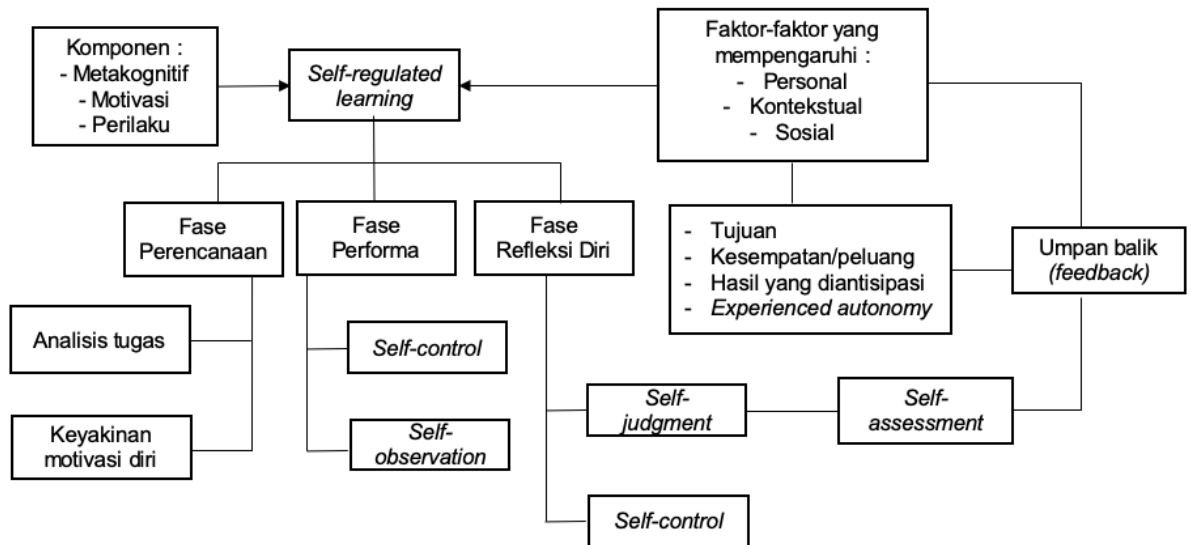 Komponen :
- Metakognitif
- Motivasi
- Perilaku
Self-regulated
learning
Faktor-faktor yang
mempengaruhi :
- Personal
- Kontekstual
- Sosial
Fase
Perencanaan
Fase
Performa
Fase
Refleksi Diri
- Tujuan
- Kesempatan/peluang
- Hasil yang diantisipasi
- Experienced autonomy
Umpan balik
(feedback)
Analisis tugas
Self-control
Keyakinan
motivasi diri
Self-
observation
Self-
judgment
Self-
assessment
Self-control